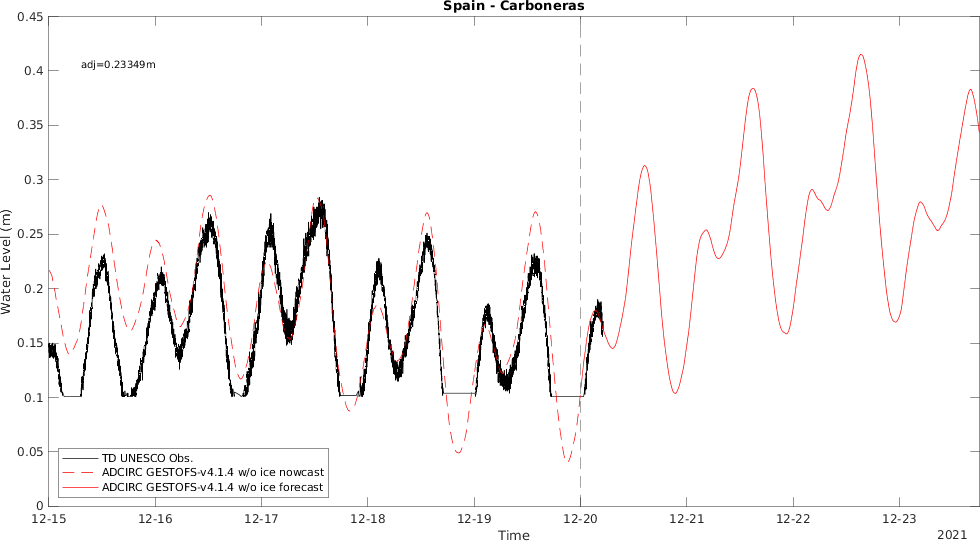 Spain - Carboneras
0.45
0.4
0.35
0.3
0.25
0.2
0.15
0.1
0.05
0
Water Level (m)
adj=0.23349m
TD UNESCO Obs.
ADCIRC GESTOFS-v4.1.4 w/o ice nowcast
ADCIRC GESTOFS-v4.1.4 w/o ice forecast
12-15 12-16 12-17 12-18 12-19 12-20 12-21 12-22 12-23
Time
2021